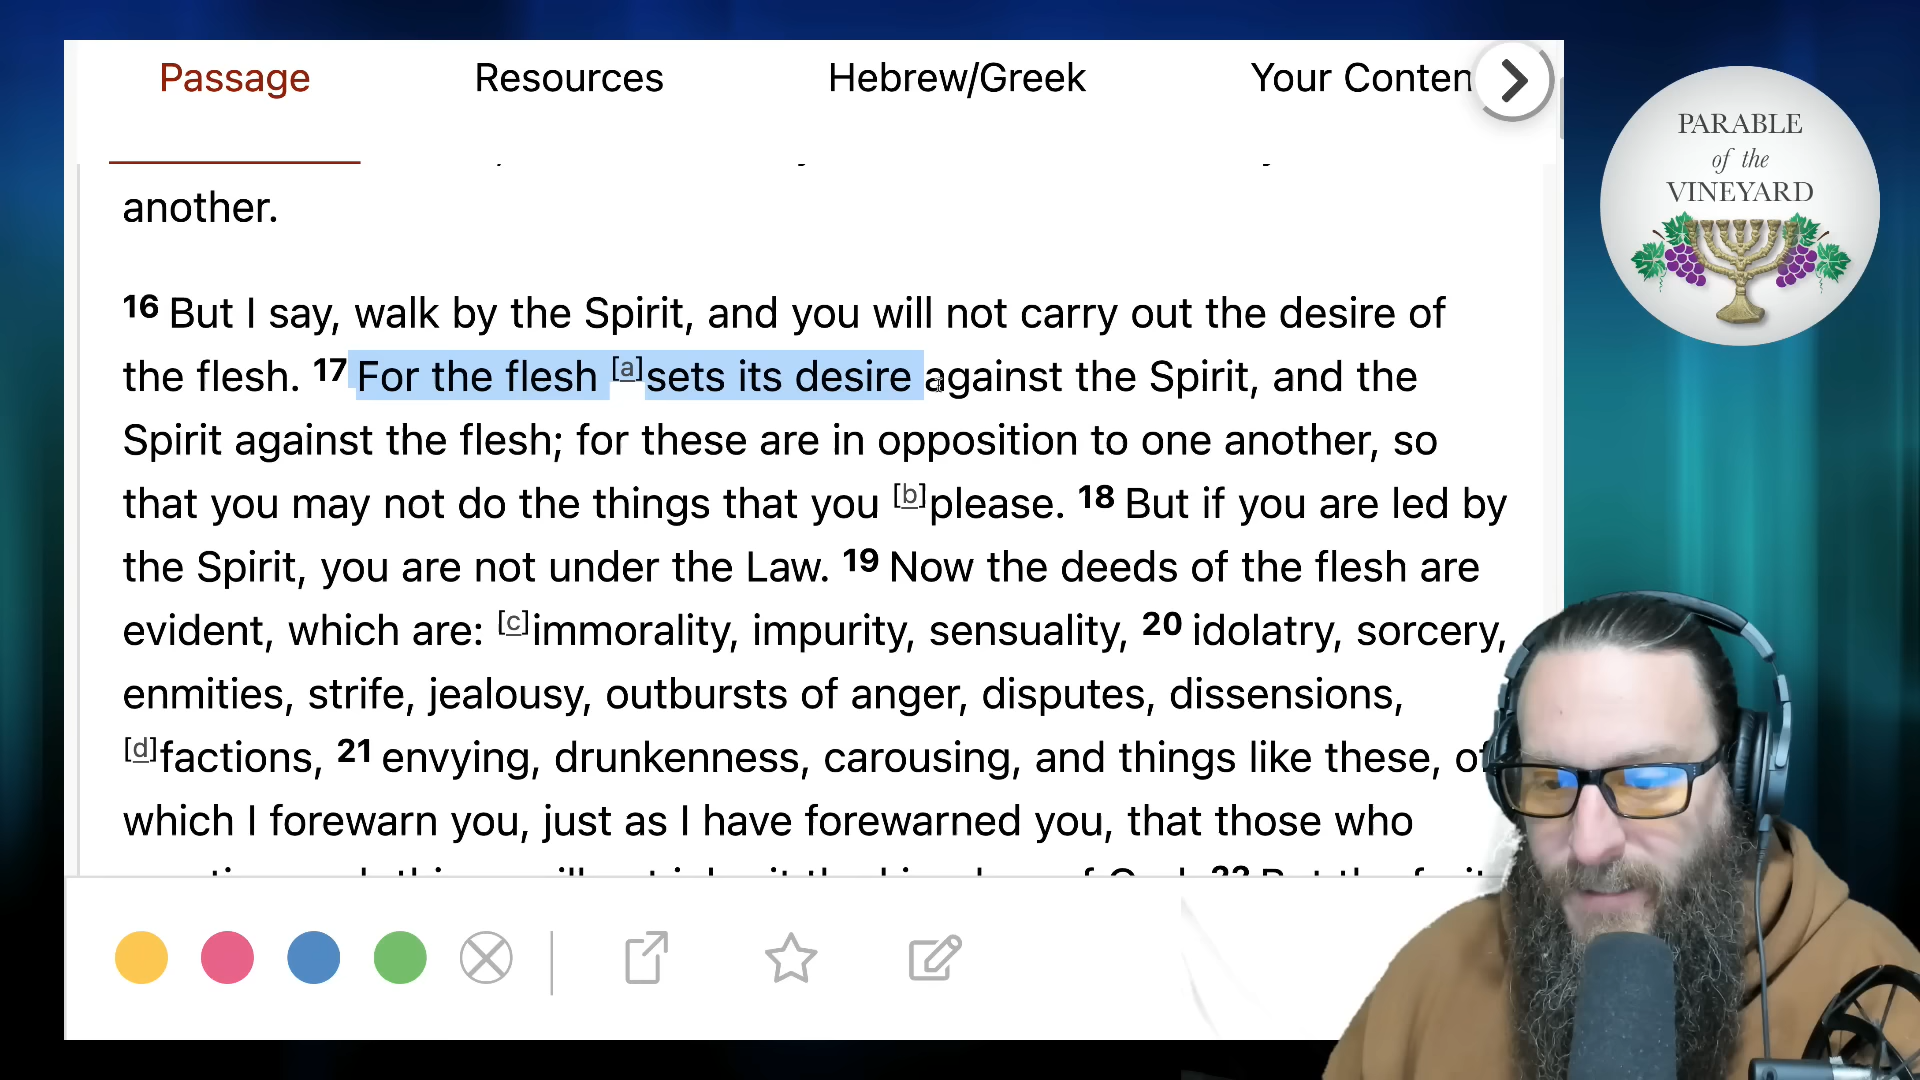 Passage Resources Hebrew/Greek Your Conten
another.
16 But I say, walk by the Spirit, and you will not carry out the desire of
the flesh. 17 For the flesh [a]sets its desire against the Spirit, and the
Spirit against the flesh; for these are in opposition to one another, so
that you may not do the things that you [b]please. 18 But if you are led by
the Spirit, you are not under the Law. 19 Now the deeds of the flesh are
evident, which are: [c]immorality, impurity, sensuality, 20 idolatry, sorcery,
enmities, strife, jealousy, outbursts of anger, disputes, dissensions,
[d]factions, 21 envying, drunkenness, carousing, and things like these, of
which I forewarn you, just as I have forewarned you, that those who
PARABLE
of the
VINEYARD